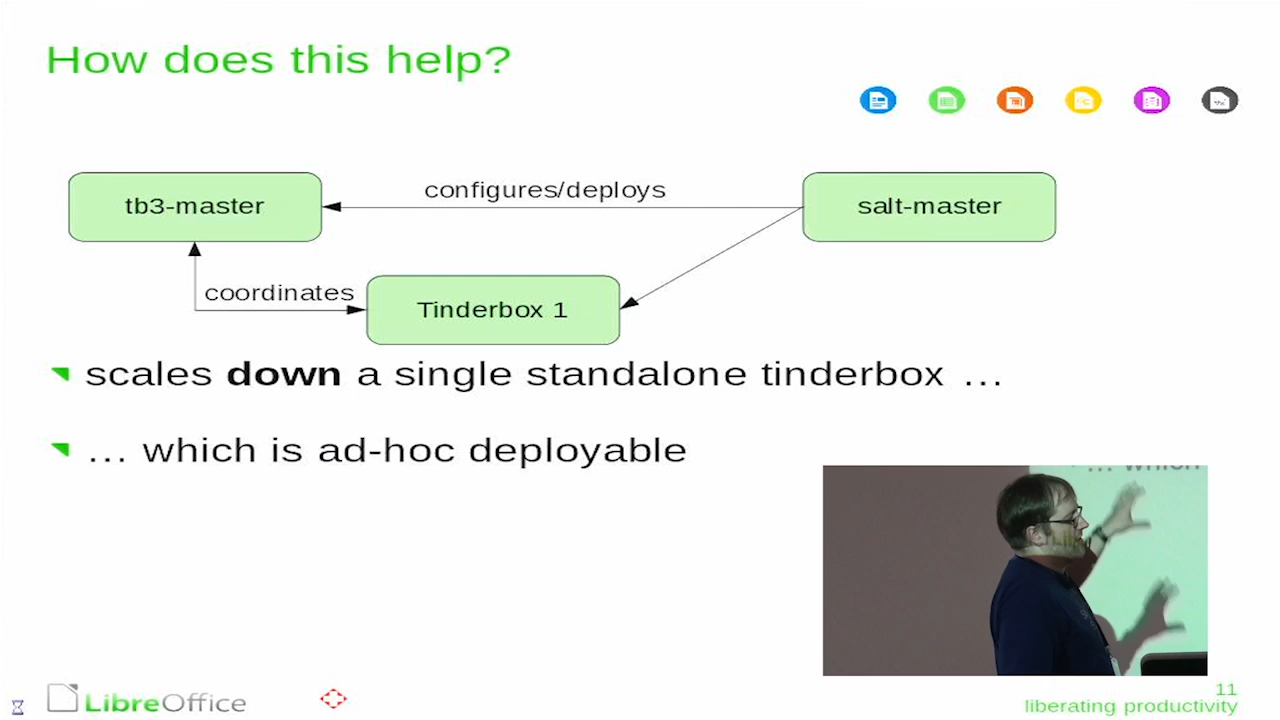 How does this help?
tb3-master
configures/deploys
salt-master
coordinates
Tinderbox 1
scales down a single standalone tinderbox …
… which is ad-hoc deployable
… which
LibreOffice
11
liberating productivity